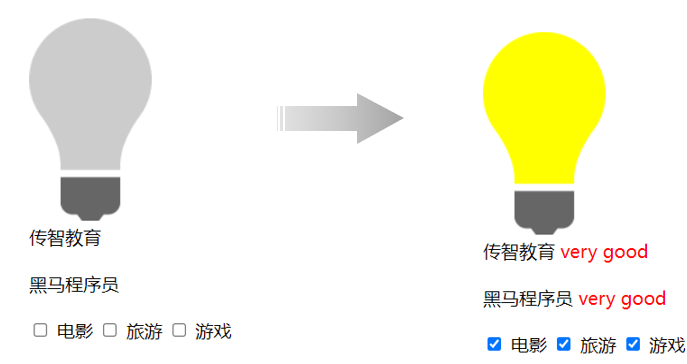 传智教育
黑马程序员
电影 旅游 游戏
传智教育 very good
黑马程序员 very good
电影 旅游 游戏